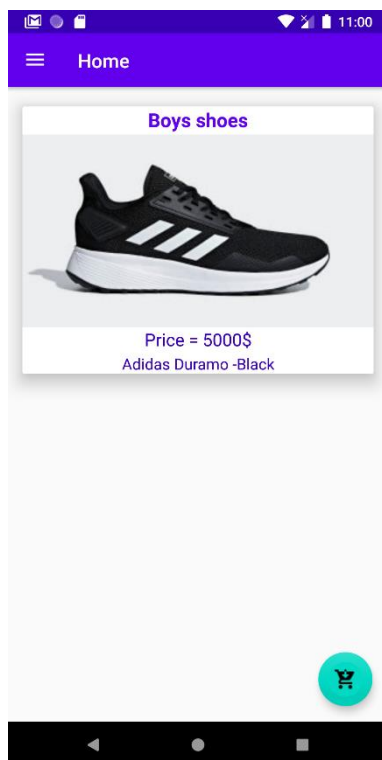 11:00
Home
Boys shoes
Price = 5000$
Adidas Duramo -Black